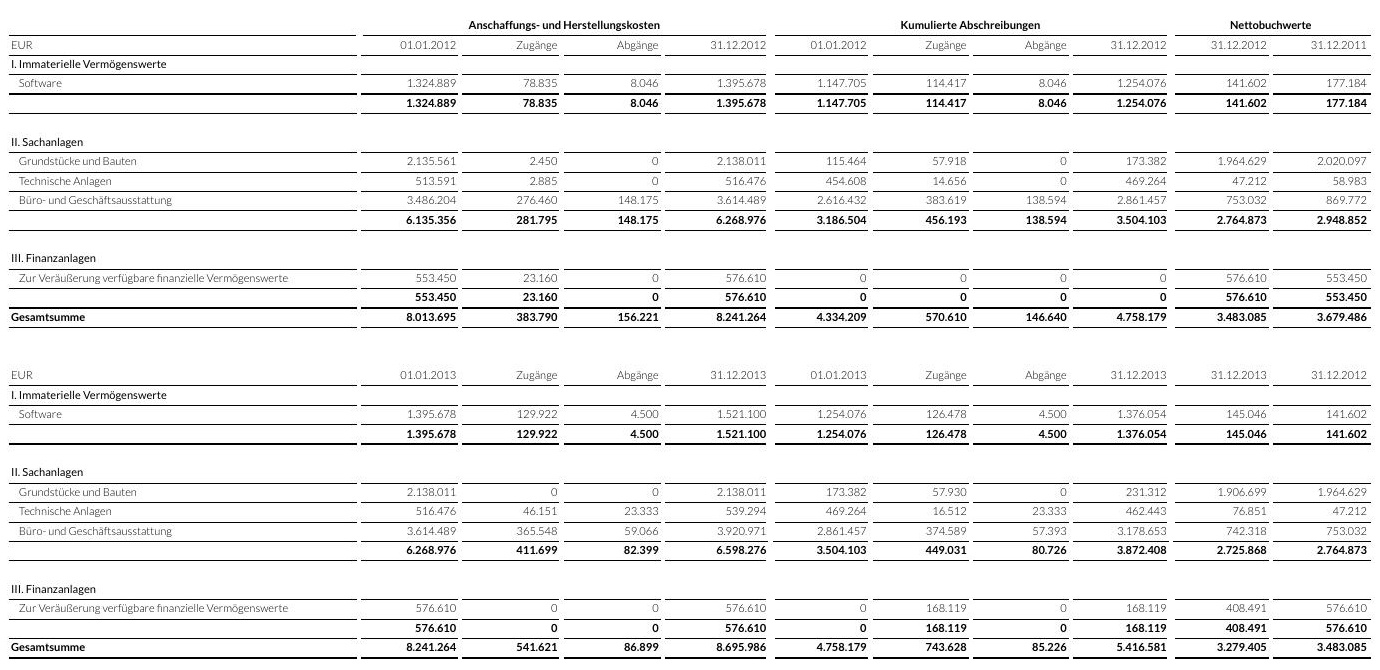 Anschaffungs- und Herstellungskosten Kumulierte Abschreibungen Nettobuchwerte
EUR 01.01.2012 Zugänge Abgänge 31.12.2012 01.01.2012 Zugänge Abgänge 31.12.2012 31.12.2012 31.12.2011
I. Immaterielle Vermögenswerte
Software 1.324.889 78.835 8.046 1.395.678 1.147.705 114.417 8.046 1.254.076 141.602 177.184
1.324.889 78.835 8.046 1.395.678 1.147.705 114.417 8.046 1.254.076 141.602 177.184
II. Sachanlagen
Grundstücke und Bauten 2.135.561 2.450 0 2.138.011 115.464 57.918 0 173.382 1.964.629 2.020.097
Technische Anlagen 513.591 2.885 0 516.476 454.608 14.656 0 469.264 47.212 58.983
Büro- und Geschäftsausstattung 3.486.204 276.460 148.175 3.614.489 2.616.432 383.619 138.594 2.861.457 753.032 869.772
6.135.356 281.795 148.175 6.268.976 3.186.504 456.193 138.594 3.504.103 2.764.873 2.948.852
III. Finanzanlagen
Zur Veräußerung verfügbare finanzielle Vermögenswerte 553.450 23.160 0 576.610 0 0 0 0 576.610 553.450
553.450 23.160 0 576.610 0 0 0 0 576.610 553.450
Gesamtsumme 8.013.695 383.790 156.221 8.241.264 4.334.209 570.610 146.640 4.758.179 3.483.085 3.679.486
EUR 01.01.2013 Zugänge Abgänge 31.12.2013 01.01.2013 Zugänge Abgänge 31.12.2013 31.12.2013 31.12.2012
I. Immaterielle Vermögenswerte
Software 1.395.678 129.922 4.500 1.521.100 1.254.076 126.478 4.500 1.376.054 145.046 141.602
1.395.678 129.922 4.500 1.521.100 1.254.076 126.478 4.500 1.376.054 145.046 141.602
II. Sachanlagen
Grundstücke und Bauten 2.138.011 0 0 2.138.011 173.382 57.930 0 231.312 1.906.699 1.964.629
Technische Anlagen 516.476 46.151 23.333 539.294 469.264 16.512 23.333 462.443 76.851 47.212
Büro- und Geschäftsausstattung 3.614.489 365.548 59.066 3.920.971 2.861.457 374.589 57.393 3.178.653 742.318 753.032
6.268.976 411.699 82.399 6.598.276 3.504.103 449.031 80.726 3.872.408 2.725.868 2.764.873
III. Finanzanlagen
Zur Veräußerung verfügbare finanzielle Vermögenswerte 576.610 0 0 576.610 0 168.119 0 168.119 408.491 576.610
576.610 0 0 576.610 0 168.119 0 168.119 408.491 576.610
Gesamtsumme 8.241.264 541.621 86.899 8.695.986 4.758.179 743.628 85.226 5.416.581 3.279.405 3.483.085